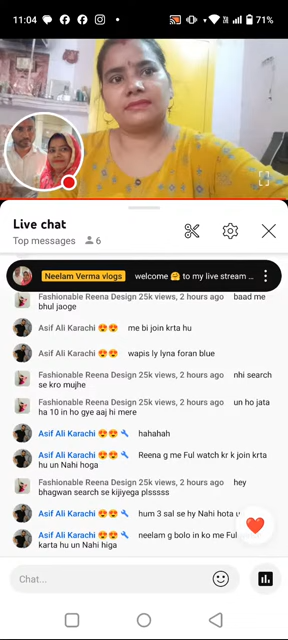 11:04
71%
Live chat
Top messages 6
Neelam Verma vlogs welcome 🤗 to my live stream ...
Fashionable Reena Design 25k views, 2 hours ago baad me
bhul jaoge
Asif Ali Karachi 😍😍 me bi join krta hu
Asif Ali Karachi 😍😍 wapis ly lyna foran blue
Fashionable Reena Design 25k views, 2 hours ago nhi search
se kro mujhe
Fashionable Reena Design 25k views, 2 hours ago un ho jata
ha 10 in ho gye aaj hi mere
Asif Ali Karachi 😍😍 🔧 hahahah
Asif Ali Karachi 😍😍 🔧 Reena g me Ful watch kr k join krta
hu un Nahi hoga
Fashionable Reena Design 25k views, 2 hours ago hey
bhagwan search se kijiyega plsssss
Asif Ali Karachi 😍😍 🔧 hum 3 sal se hy Nahi hota u
Asif Ali Karachi 😍😍 🔧 neelam g bolo in ko me Ful
karta hu un Nahi higa
Chat...